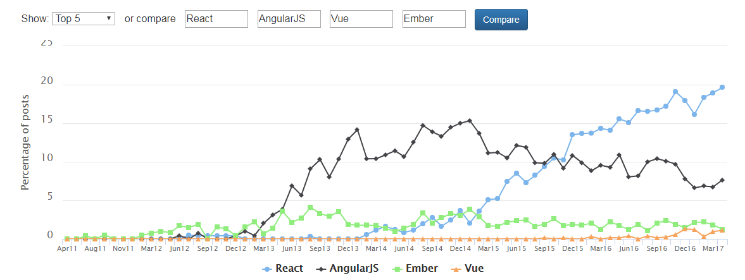 Show: Top 5 or compare React AngularJS Vue Ember Compare
25
20
15
10
5
0
Percentage of posts
Apr11 Aug11 Nov11 Mar12 Jun12 Sep12 Dec12 Mar13 Jun13 Sep13 Dec13 Mar14 Jun14 Sep14 Dec14 Mar15 Jun15 Sep15 Dec15 Mar16 Jun16 Sep16 Dec16 Mar17
React AngularJS Ember Vue